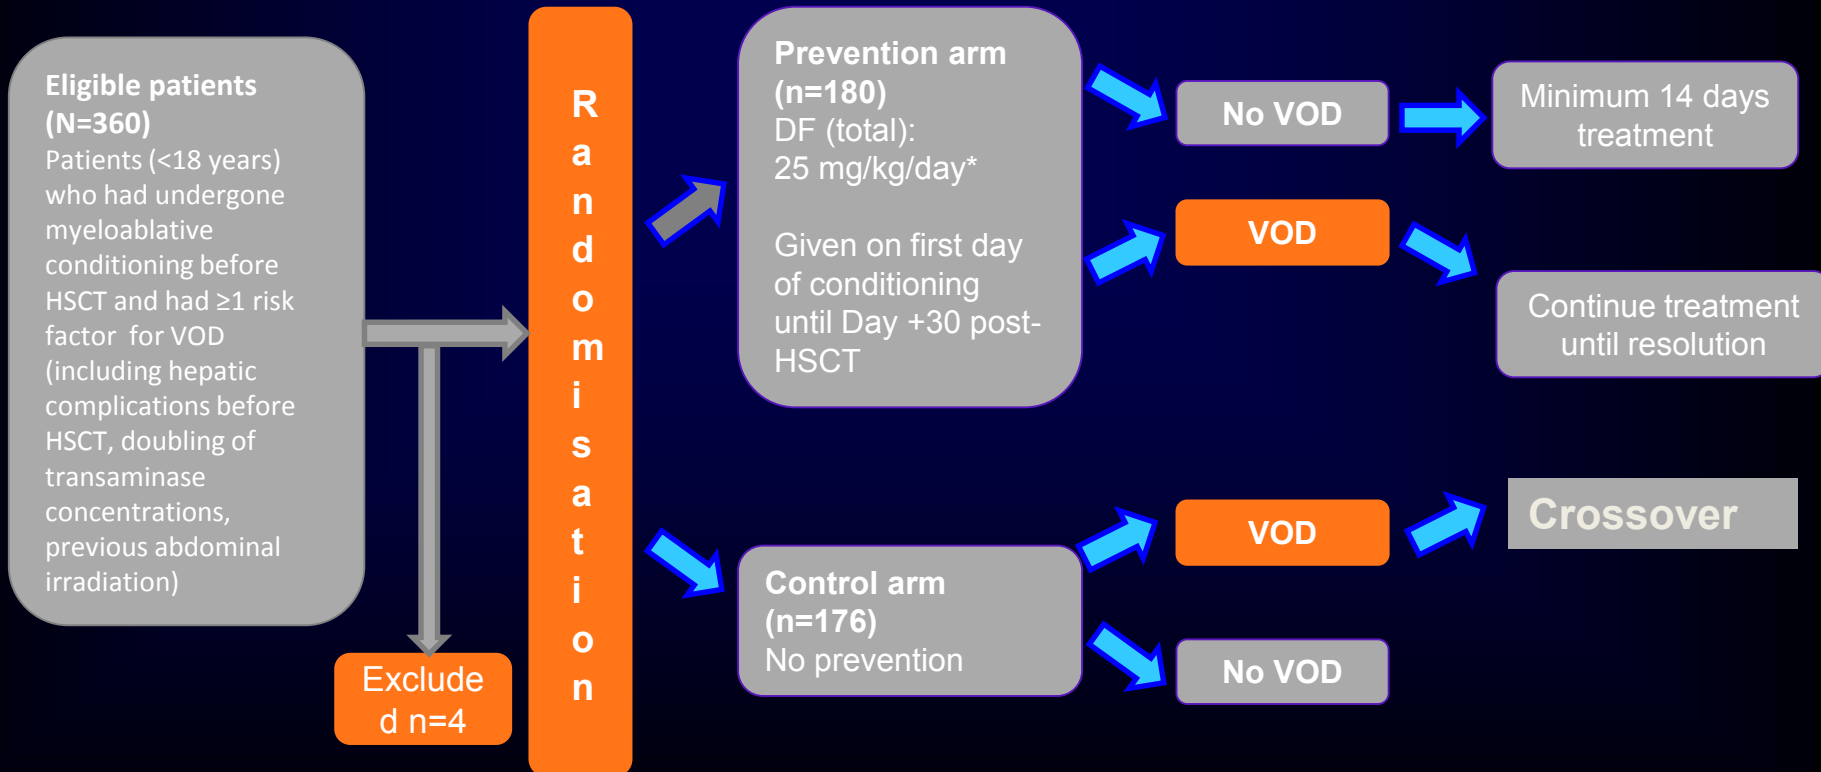 Eligible patients
(N=360)
Patients (<18 years)
who had undergone
myeloablative
conditioning before
HSCT and had ≥1 risk
factor for VOD
(including hepatic
complications before
HSCT, doubling of
transaminase
concentrations,
previous abdominal
irradiation)
Exclude
d n=4
R
a
n
d
o
m
i
s
a
t
i
o
n
Prevention arm
(n=180)
DF (total):
25 mg/kg/day*
Given on first day
of conditioning
until Day +30 post-
HSCT
No VOD
Minimum 14 days
treatment
VOD
Continue treatment
until resolution
Control arm
(n=176)
No prevention
VOD
Crossover
No VOD